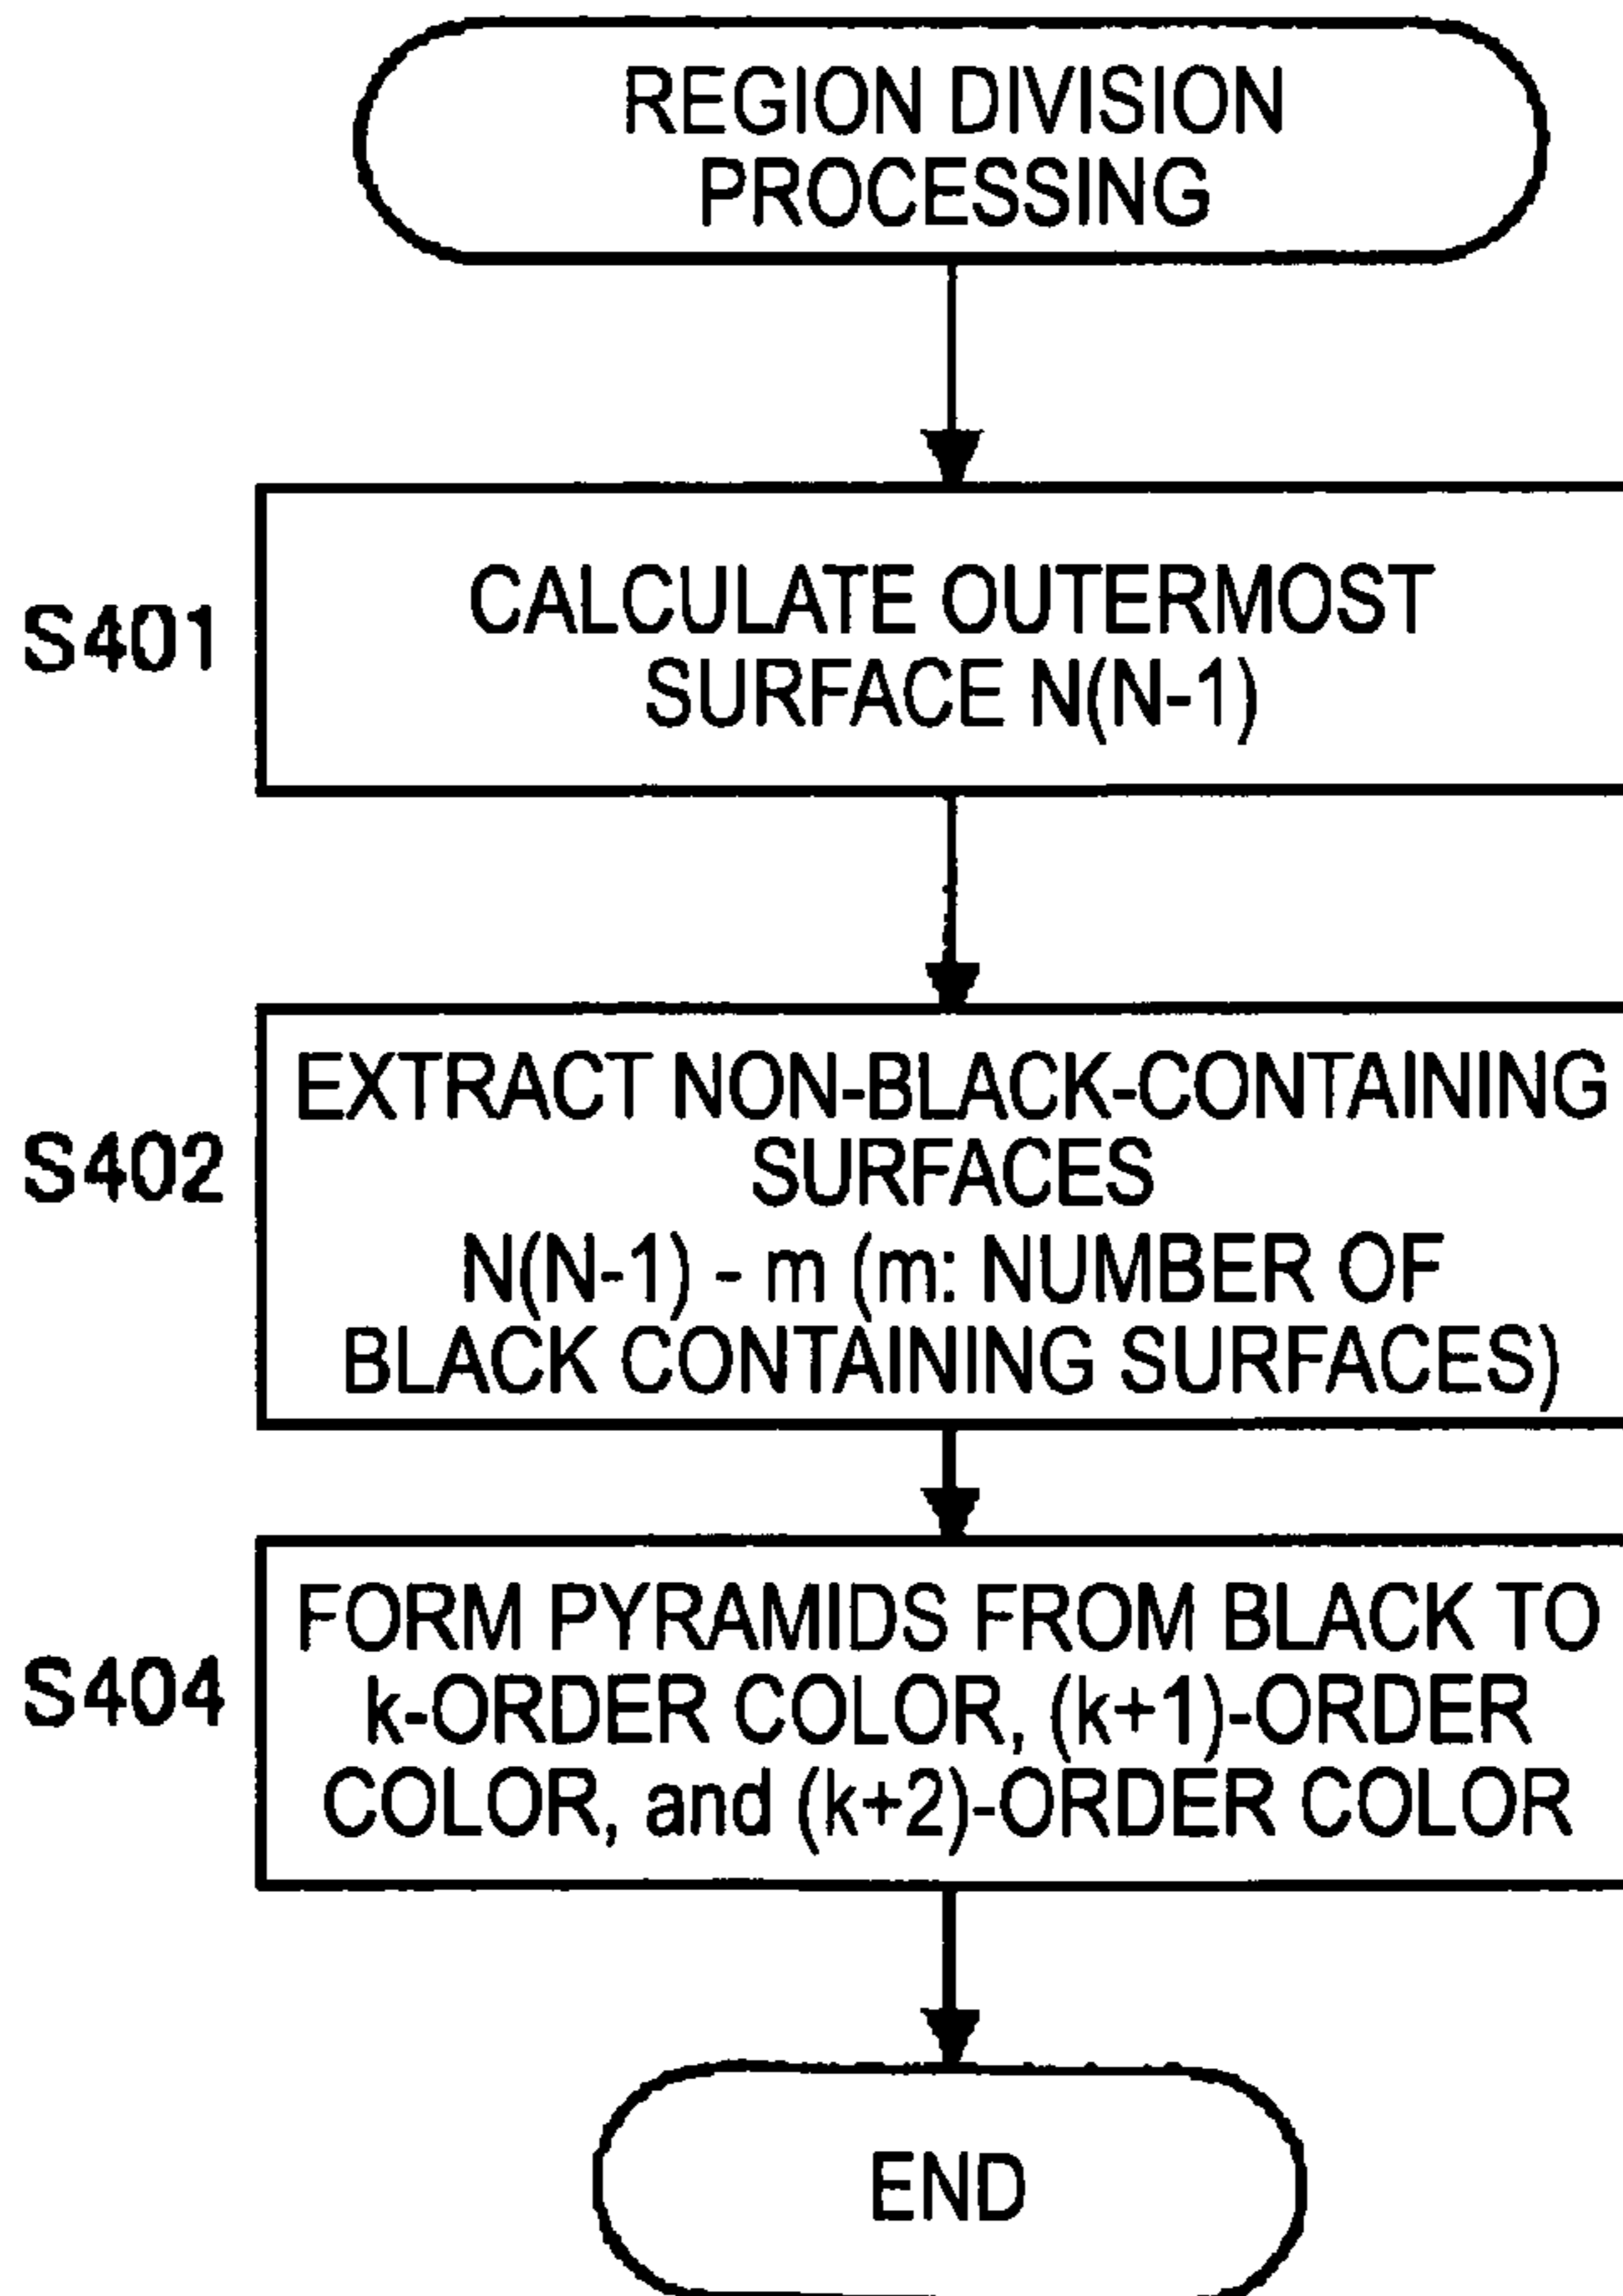 REGION DIVISION
PROCESSING
S401
CALCULATE OUTERMOST
SURFACE N(N-1)
S402
EXTRACT NON-BLACK-CONTAINING
SURFACES
N(N-1) - m (m: NUMBER OF
BLACK CONTAINING SURFACES)
S404
FORM PYRAMIDS FROM BLACK TO
k-ORDER COLOR, (k+1)-ORDER
COLOR, and (k+2)-ORDER COLOR
END